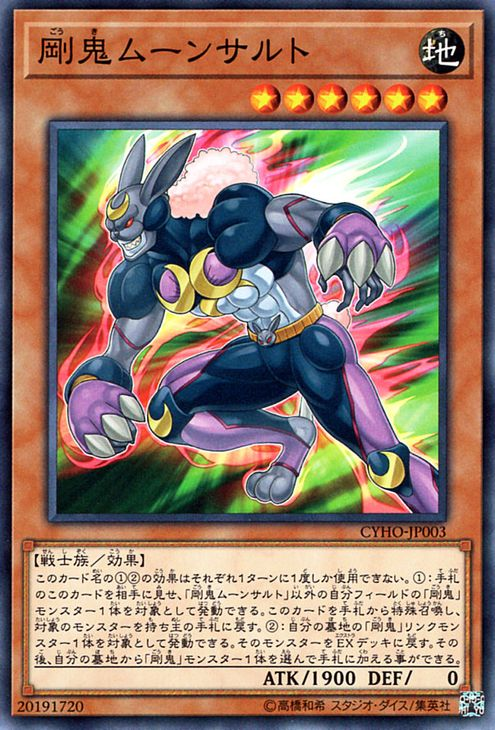 剛鬼ムーンサルト
地
CYHO-JP003
【戦士族／効果】
このカード名の①②の効果はそれぞれ1ターンに1度しか使用できない。①：手札
のこのカードを相手に見せ、「剛鬼ムーンサルト」以外の自分フィールドの「剛鬼」
モンスター1体を対象として発動できる。このカードを手札から特殊召喚し、
対象のモンスターを持ち主の手札に戻す。②：自分の墓地の「剛鬼」リンクモン
スター1体を対象として発動できる。そのモンスターをEXデッキに戻す。その
後、自分の墓地から「剛鬼」モンスター1体を選んで手札に加える事ができる。
ATK/1900 DEF/ 0
20191720
©高橋和希 スタジオ・ダイス/集英社